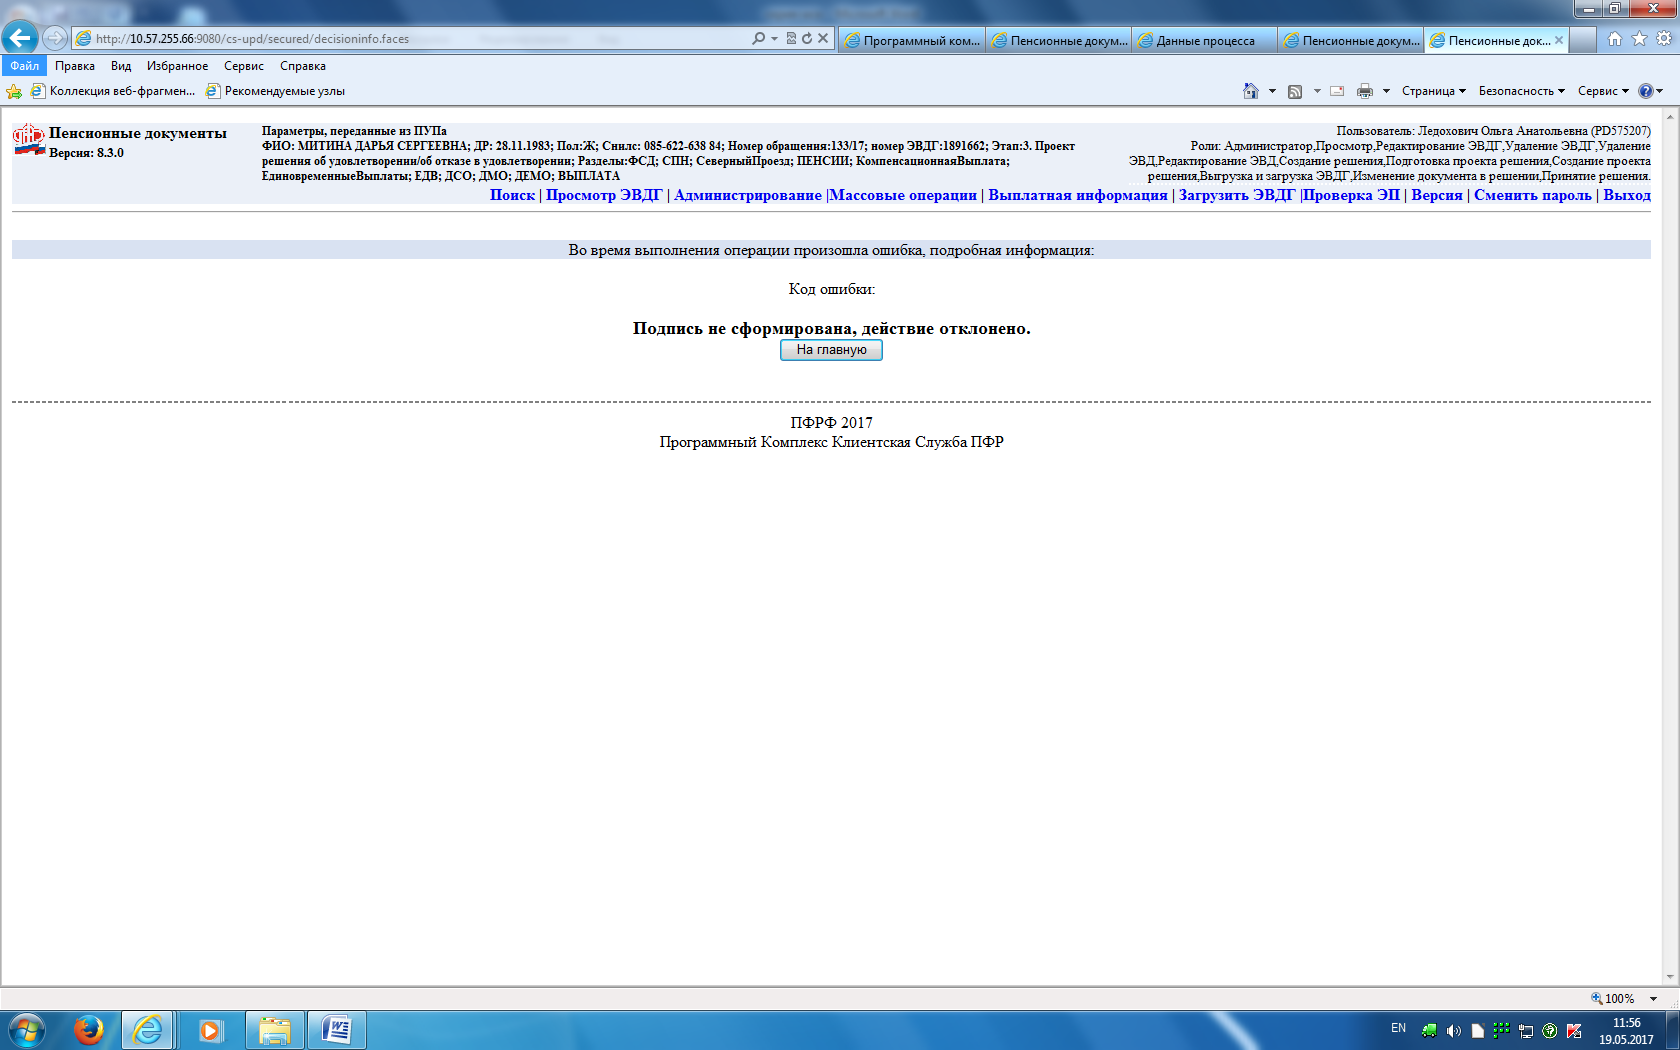 http://10.57.255.66:9080/cs-upd/secured/decisioninfo.faces
Программный ком...
Пенсионные докум...
Данные процесса
Пенсионные докум...
Пенсионные док...
Файл Правка Вид Избранное Сервис Справка
Коллекция веб-фрагмен... Рекомендуемые узлы
Страница Безопасность Сервис
Пенсионные документы
Версия: 8.3.0
Параметры, переданные из ПУПа
ФИО: МИТИНА ДАРЬЯ СЕРГЕЕВНА; ДР: 28.11.1983; Пол:Ж; Снилс: 085-622-638 84; Номер обращения:133/17; номер ЭВДГ:1891662; Этап:3. Проект
решения об удовлетворении/об отказе в удовлетворении; Разделы:ФСД; СПН; СеверныйПроезд; ПЕНСИИ; КомпенсационнаяВыплата;
ЕдиновременныеВыплаты; ЕДВ; ДСО; ДМО; ДЕМО; ВЫПЛАТА
Пользователь: Ледохович Ольга Анатольевна (PD575207)
Роли: Администратор,Просмотр,Редактирование ЭВДГ,Удаление ЭВДГ,Удаление
ЭВД,Редактирование ЭВД,Создание решения,Подготовка проекта решения,Создание проекта
решения,Выгрузка и загрузка ЭВДГ,Изменение документа в решении,Принятие решения.
Поиск | Просмотр ЭВДГ | Администрирование |Массовые операции | Выплатная информация | Загрузить ЭВДГ |Проверка ЭП | Версия | Сменить пароль | Выход
Во время выполнения операции произошла ошибка, подробная информация:
Код ошибки:
Подпись не сформирована, действие отклонено.
На главную
ПФРФ 2017
Программный Комплекс Клиентская Служба ПФР
100%
EN
11:56
19.05.2017